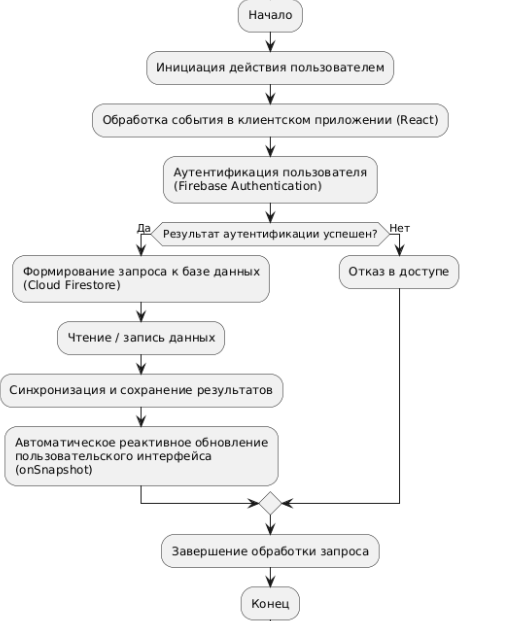 Начало
Инициация действия пользователем
Обработка события в клиентском приложении (React)
Аутентификация пользователя
(Firebase Authentication)
Да
Результат аутентификации успешен?
Нет
Формирование запроса к базе данных
(Cloud Firestore)
Отказ в доступе
Чтение / запись данных
Синхронизация и сохранение результатов
Автоматическое реактивное обновление
пользовательского интерфейса
(onSnapshot)
Завершение обработки запроса
Конец